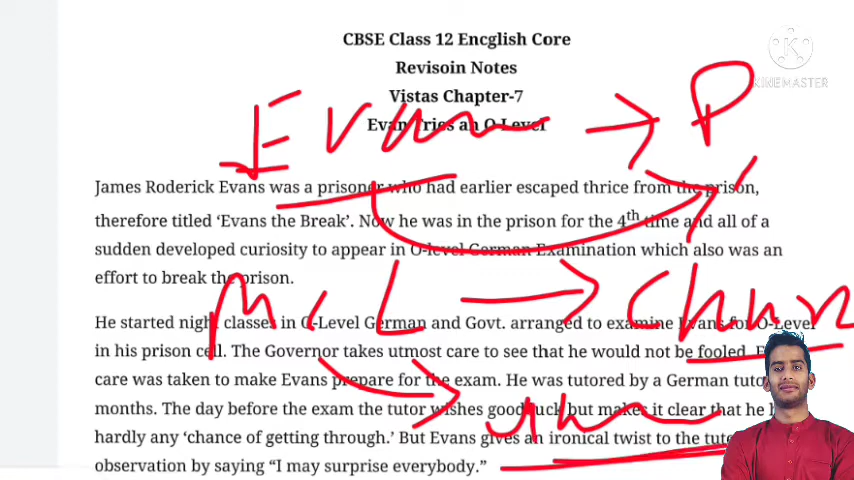 KINEMASTER
CBSE Class 12 Encglish Core
Revisoin Notes
Vistas Chapter-7
Evan Tries an O-Level
Evan → P
James Roderick Evans was a prisoner who had earlier escaped thrice from the prison,
therefore titled ‘Evans the Break’. Now he was in the prison for the 4th time and all of a
sudden developed curiosity to appear in O-level German Examination which also was an
effort to break the prison.
He started night classes in O-Level German and Govt. arranged to examine Evans for O-Level
in his prison cell. The Governor takes utmost care to see that he would not be fooled.
care was taken to make Evans prepare for the exam. He was tutored by a German
months. The day before the exam the tutor wishes good luck but makes it clear that he
hardly any ‘chance of getting through.’ But Evans gives an ironical twist to the
observation by saying “I may surprise everybody.”